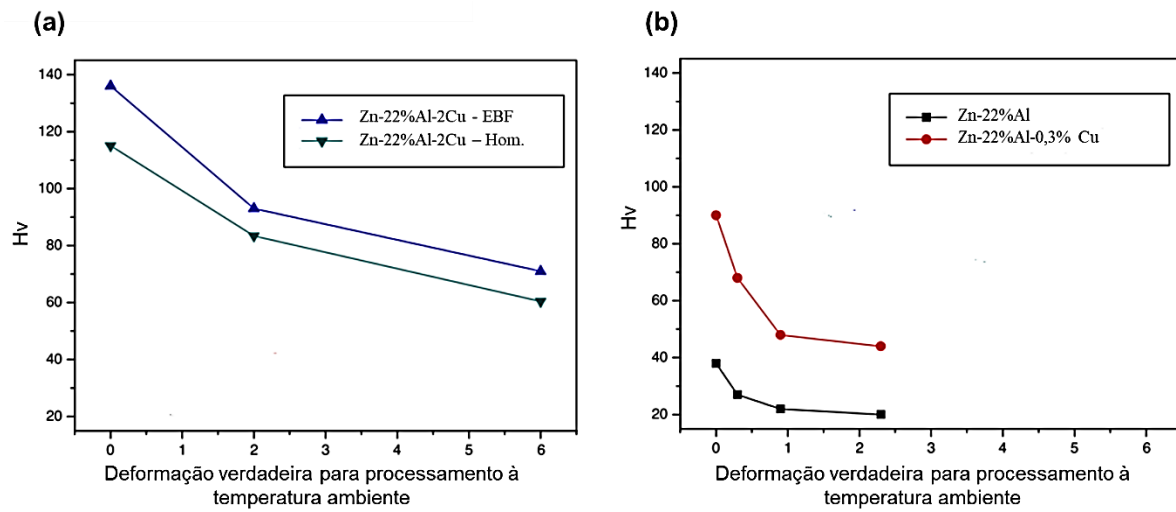 (a)
140
120
100
80
60
40
20
Hv
0
1
2
3
4
5
6
Zn-22%Al-2Cu - EBF
Zn-22%Al-2Cu – Hom.
Deformação verdadeira para processamento à
temperatura ambiente
(b)
140
120
100
80
60
40
20
Hv
0
1
2
3
4
5
6
Zn-22%Al
Zn-22%Al-0,3% Cu
Deformação verdadeira para processamento à
temperatura ambiente